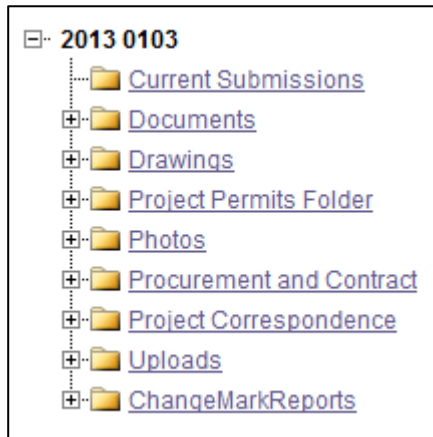 2013 0103
Current Submissions
Documents
Drawings
Project Permits Folder
Photos
Procurement and Contract
Project Correspondence
Uploads
ChangeMarkReports